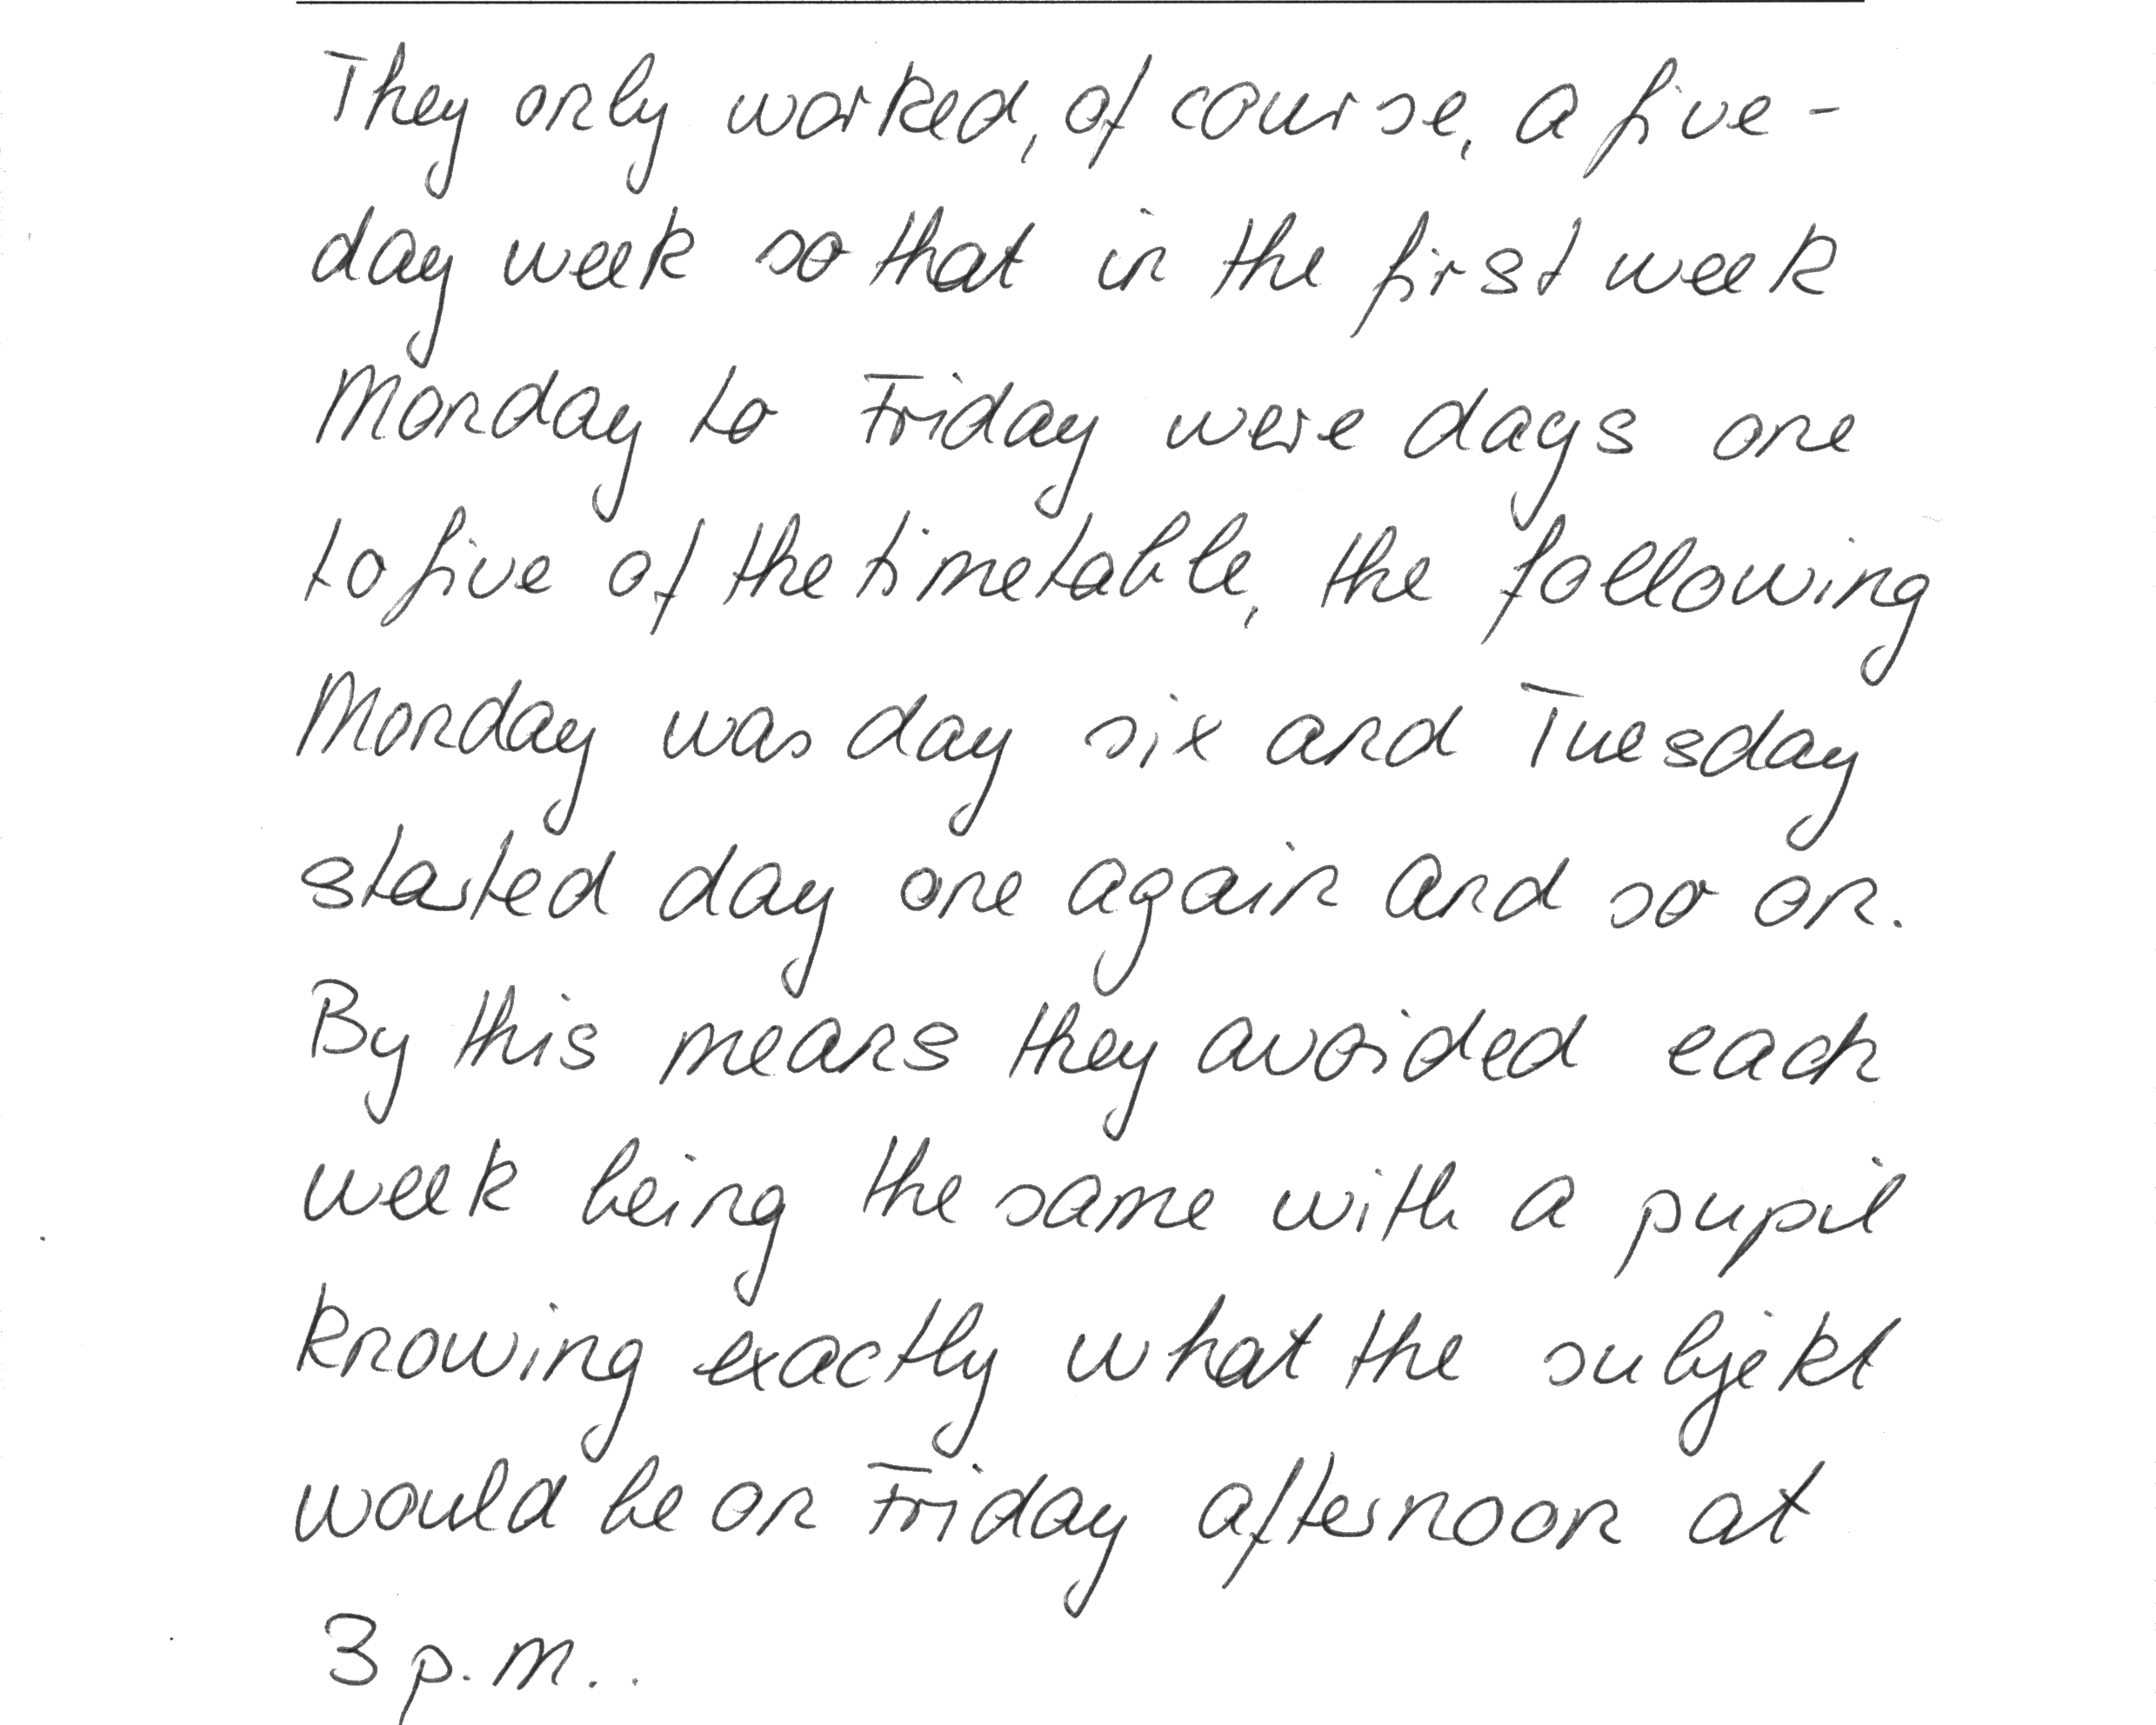 They only worked, of course, a five-
day week so that in the first week
Monday to Friday were days one
to five of the timetable, the following
Monday was day six and Tuesday
started day one again and so on.
By this means they avoided each
week being the same with a pupil
knowing exactly what the subjekt
would be on Friday afternoon at
3 p.m..